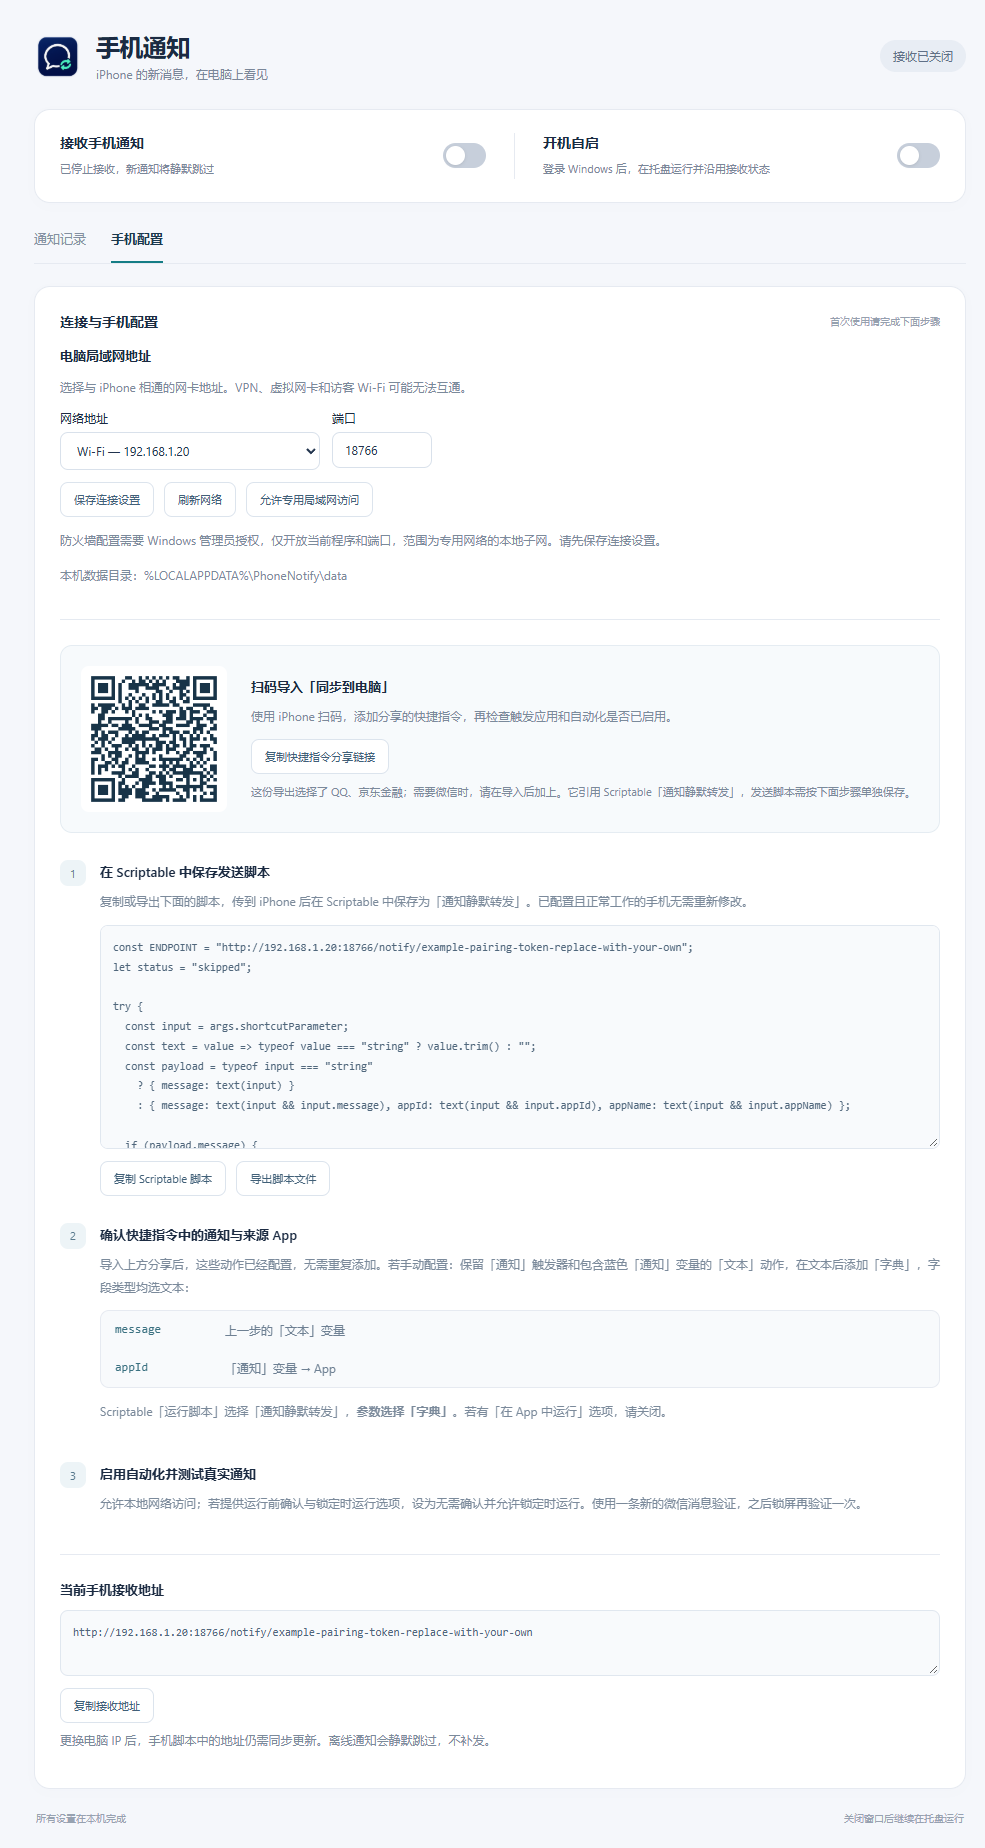 手机通知
iPhone 的新消息，在电脑上看见
接收已关闭
接收手机通知
已停止接收，新通知将静默跳过
开机自启
登录 Windows 后，在托盘运行并沿用接收状态
通知记录
手机配置
连接与手机配置
首次使用请完成下面步骤
电脑局域网地址
选择与 iPhone 相通的网卡地址。VPN、虚拟网卡和访客 Wi-Fi 可能无法互通。
网络地址
端口
Wi-Fi — 192.168.1.20
18766
保存连接设置
刷新网络
允许专用局域网访问
防火墙配置需要 Windows 管理员授权，仅开放当前程序和端口，范围为专用网络的本地子网。请先保存连接设置。
本机数据目录：%LOCALAPPDATA%\PhoneNotify\data
扫码导入「同步到电脑」
使用 iPhone 扫码，添加分享的快捷指令，再检查触发应用和自动化是否已启用。
复制快捷指令分享链接
这份导出选择了 QQ、京东金融；需要微信时，请在导入后加上。它引用 Scriptable「通知静默转发」，发送脚本需按下面步骤单独保存。
1
在 Scriptable 中保存发送脚本
复制或导出下面的脚本，传到 iPhone 后在 Scriptable 中保存为「通知静默转发」。已配置且正常工作的手机无需重新修改。
const ENDPOINT = "http://192.168.1.20:18766/notify/example-pairing-token-replace-with-your-own";
let status = "skipped";
try {
const input = args.shortcutParameter;
const text = value => typeof value === "string" ? value.trim() : "";
const payload = typeof input === "string"
? { message: text(input) }
: { message: text(input && input.message), appId: text(input && input.appId), appName: text(input && input.appName) };
if (payload.message) {
复制 Scriptable 脚本
导出脚本文件
2
确认快捷指令中的通知与来源 App
导入上方分享后，这些动作已经配置，无需重复添加。若手动配置：保留「通知」触发器和包含蓝色「通知」变量的「文本」动作，在文本后添加「字典」，字
段类型均选文本：
message
上一步的「文本」变量
appId
「通知」变量 → App
Scriptable「运行脚本」选择「通知静默转发」，参数选择「字典」。若有「在 App 中运行」选项，请关闭。
3
启用自动化并测试真实通知
允许本地网络访问；若提供运行前确认与锁定时运行选项，设为无需确认并允许锁定时运行。使用一条新的微信消息验证，之后锁屏再验证一次。
当前手机接收地址
http://192.168.1.20:18766/notify/example-pairing-token-replace-with-your-own
复制接收地址
更换电脑 IP 后，手机脚本中的地址仍需同步更新。离线通知会静默跳过，不补发。
所有设置在本机完成
关闭窗口后继续在托盘运行